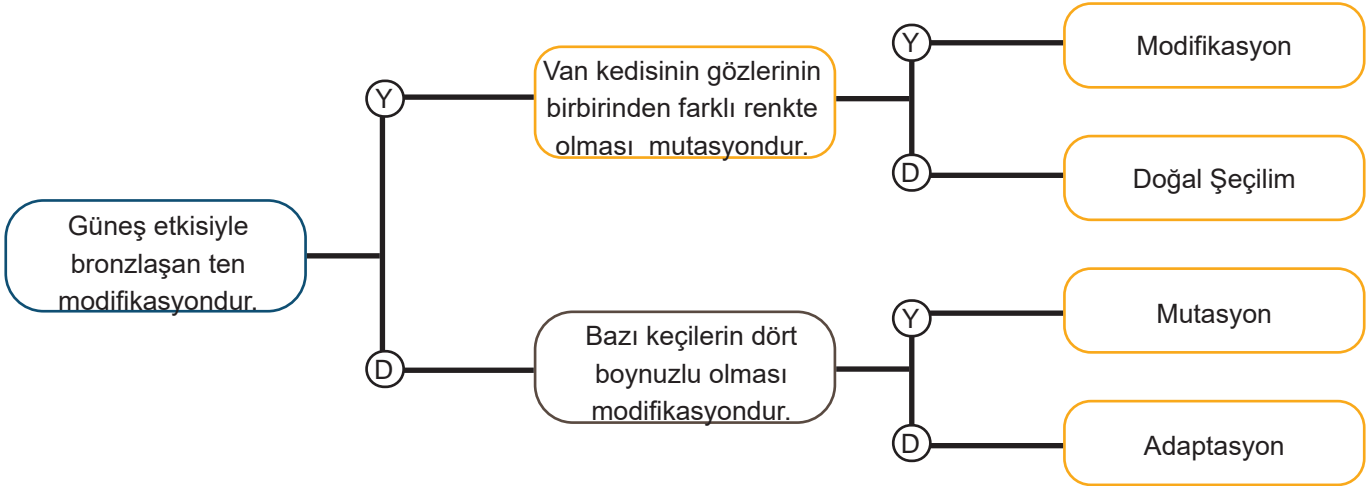 Güneş etkisiyle
bronzlaşan ten
modifikasyondur.
Y
D
Van kedisinin gözlerinin
birbirinden farklı renkte
olması  mutasyondur.
Bazı keçilerin dört
boynuzlu olması
modifikasyondur.
Y
D
Y
D
Modifikasyon
Doğal Şeçilim
Mutasyon
Adaptasyon